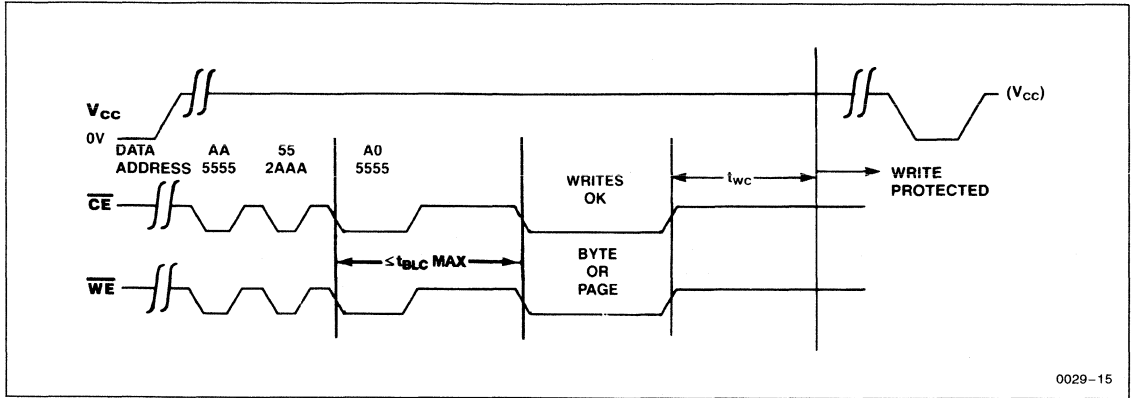 VCC
0V
DATA AA 55 A0
ADDRESS 5555 2AAA 5555
(VCC)
WRITES
OK
tWC
WRITE
PROTECTED
CE
≤ tBLC MAX
BYTE
OR
PAGE
WE
0029–15